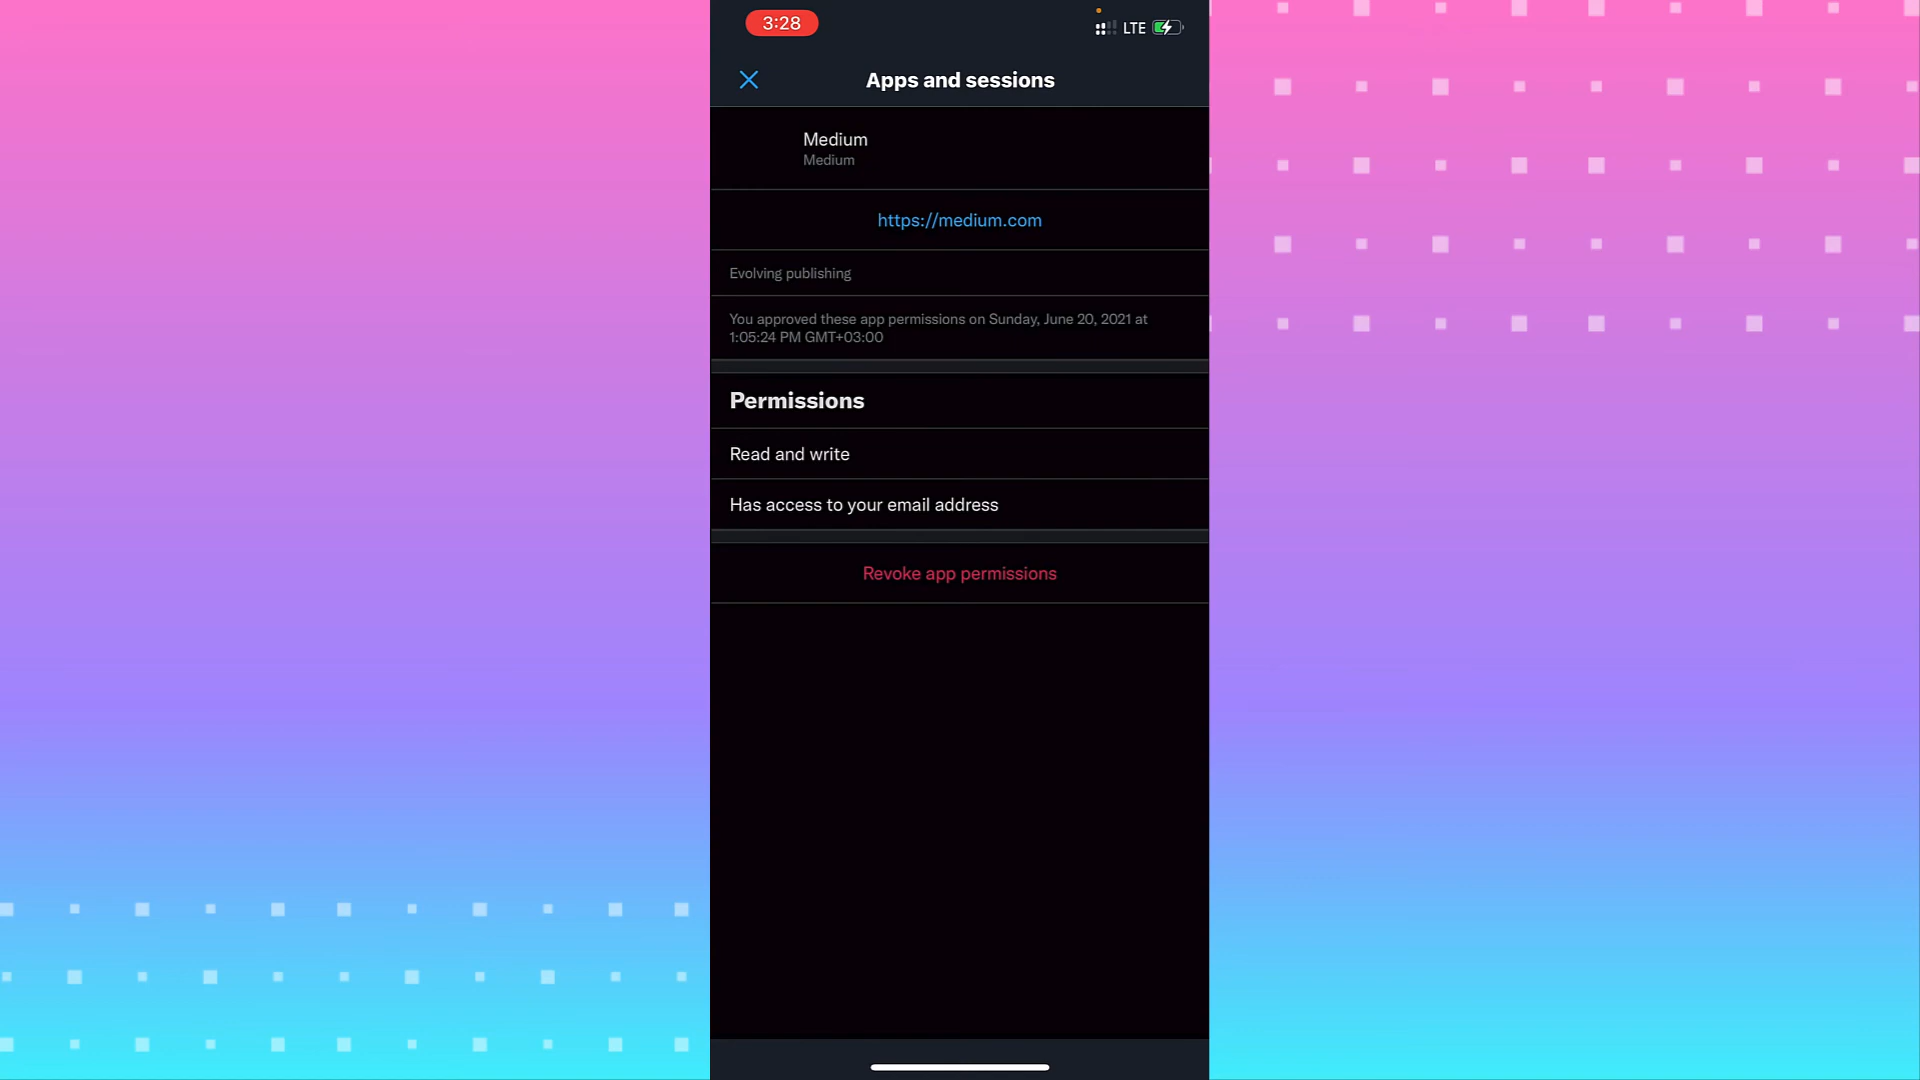 3:28
LTE
Apps and sessions
Medium
Medium
https://medium.com
Evolving publishing
You approved these app permissions on Sunday, June 20, 2021 at
1:05:24 PM GMT+03:00
Permissions
Read and write
Has access to your email address
Revoke app permissions